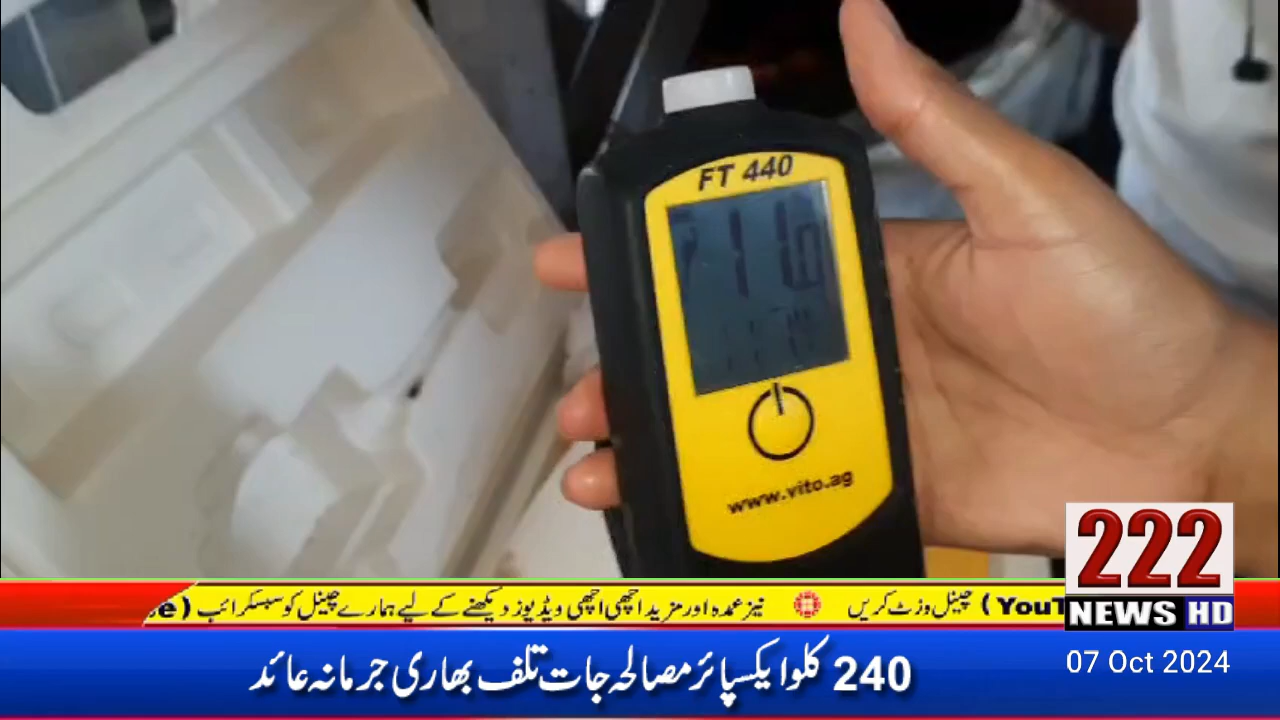 FT 440
www.vito.ag
222
NEWS HD
چینل وزٹ کریں (YouT
نیز عمدہ اور مزید اچھی اچھی ویڈیوز دیکھنے کے لیے ہمارے چینل کو سبسکرائب (
240 کلو ایکسپائر مصالحہ جات تلف بھاری جرمانہ عائد
07 Oct 2024